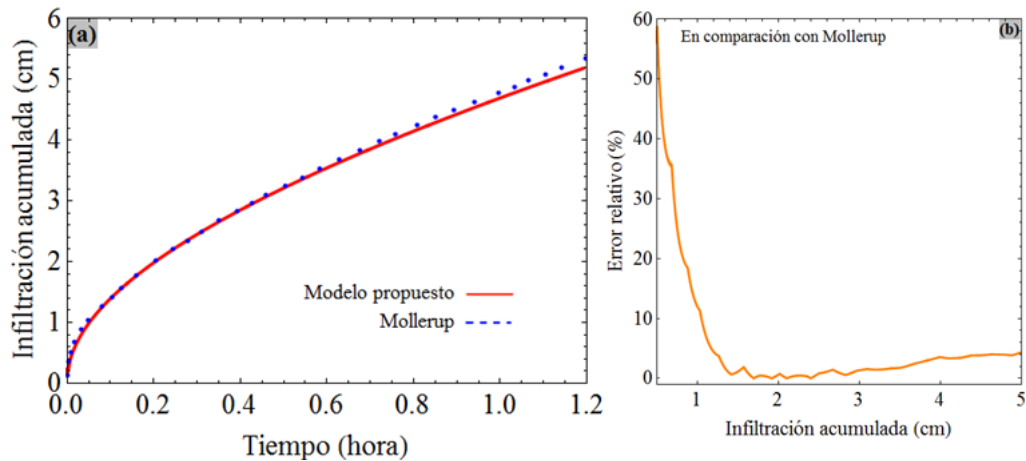 (a)
Infiltración acumulada (cm)
6
5
4
3
2
1
0
Modelo propuesto
Mollerup
0.0 0.2 0.4 0.6 0.8 1.0 1.2
Tiempo (hora)
(b)
En comparación con Mollerup
Error relativo (%)
60
50
40
30
20
10
0
1 2 3 4 5
Infiltración acumulada (cm)